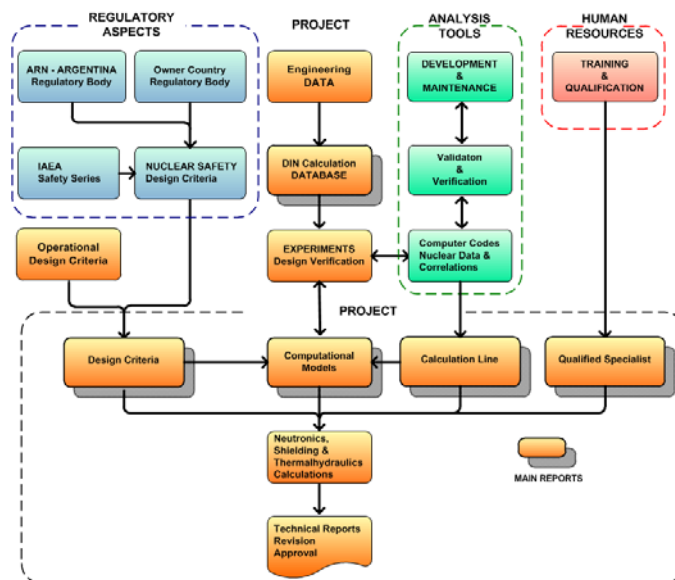 REGULATORY
ASPECTS
PROJECT
ANALYSIS
TOOLS
HUMAN
RESOURCES
ARN - ARGENTINA
Regulatory Body
Owner Country
Regulatory Body
Engineering
DATA
DEVELOPMENT
&
MAINTENANCE
TRAINING
&
QUALIFICATION
IAEA
Safety Series
NUCLEAR SAFETY
Design Criteria
DIN Calculation
DATABASE
Validaton
&
Verification
Operational
Design Criteria
EXPERIMENTS
Design Verification
Computer Codes
Nuclear Data &
Correlations
PROJECT
Design Criteria
Computational
Models
Calculation Line
Qualified Specialist
Neutronics,
Shielding &
Thermalhydraulics
Calculations
MAIN REPORTS
Technical Reports
Revision
Approval